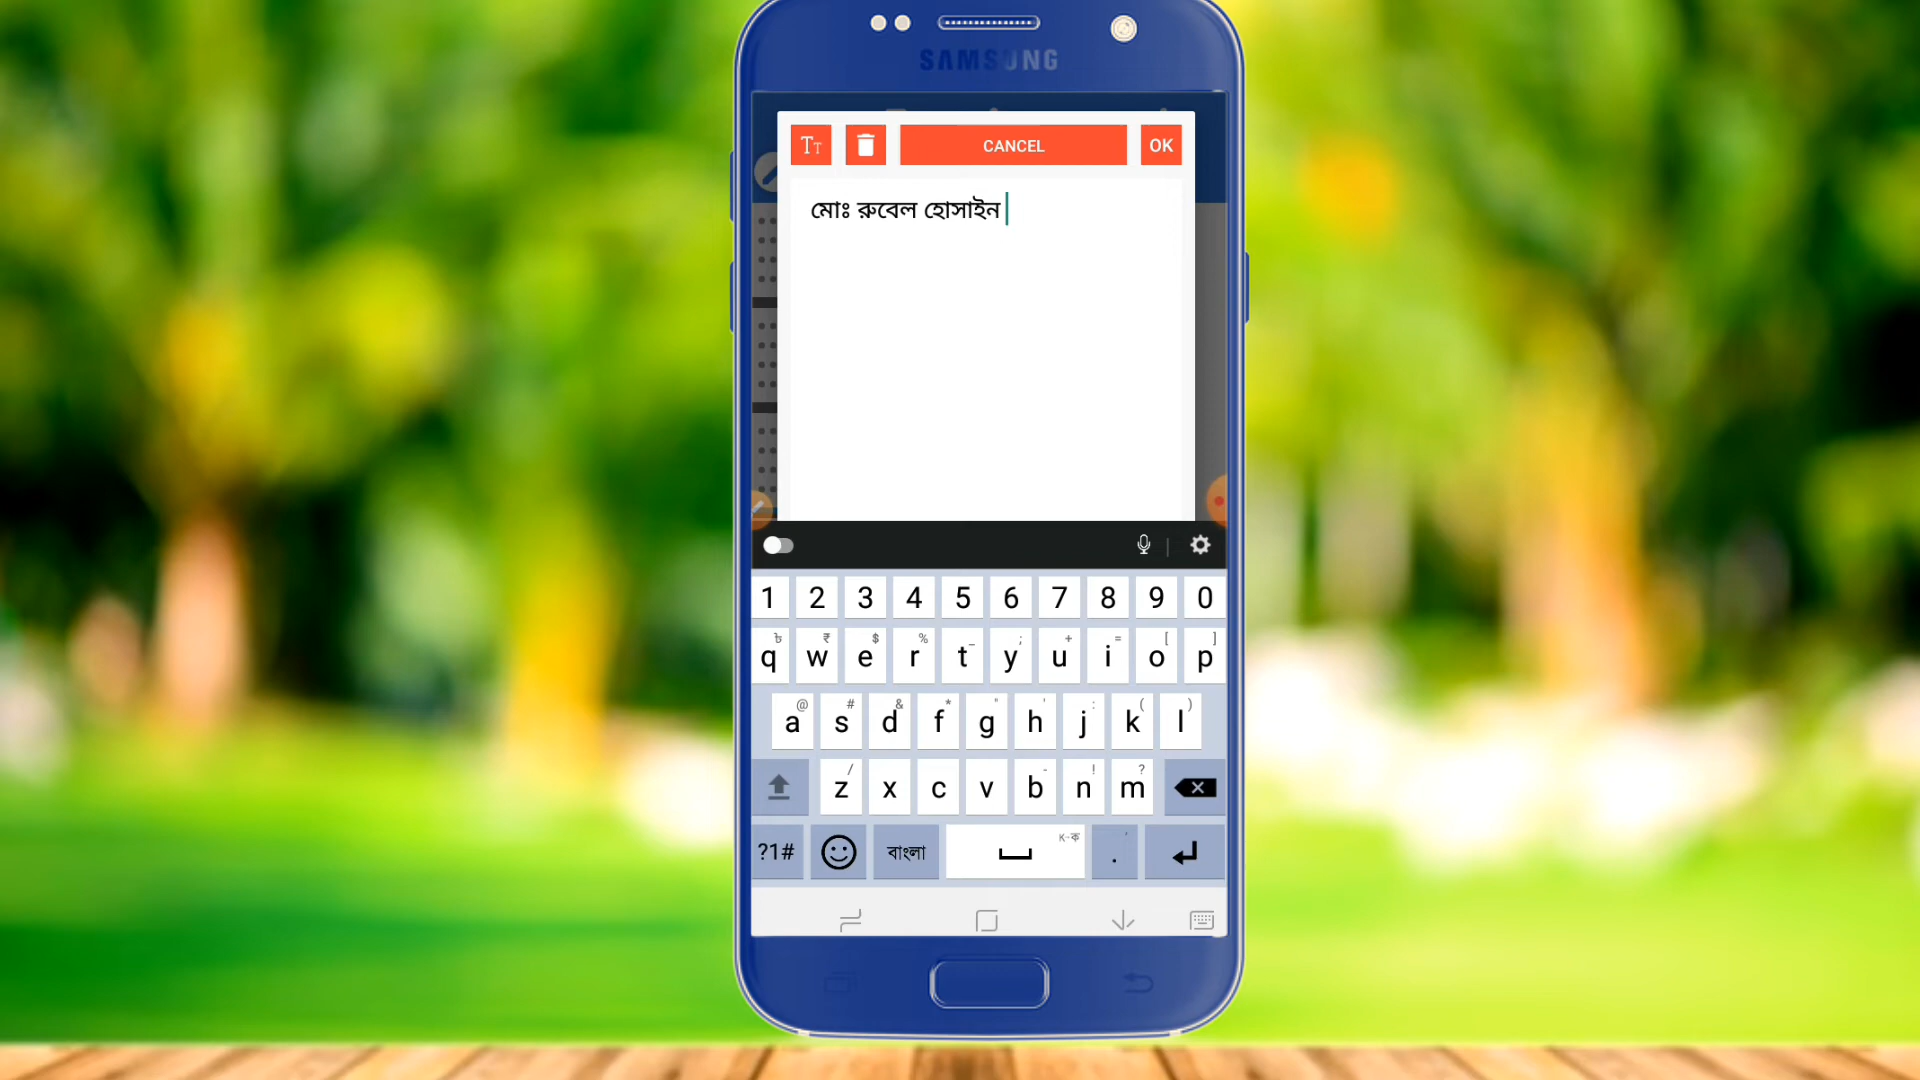 SAMSUNG
Tт CANCEL OK
মোঃ রুবেল হোসাইন
1 2 3 4 5 6 7 8 9 0
৳ ₹ $ % _ ; + = [ ]
q w e r t y u i o p
@ # & * " ' : ( )
a s d f g h j k l
/ - ! ?
z x c v b n m
?1# বাংলা K-ক . '